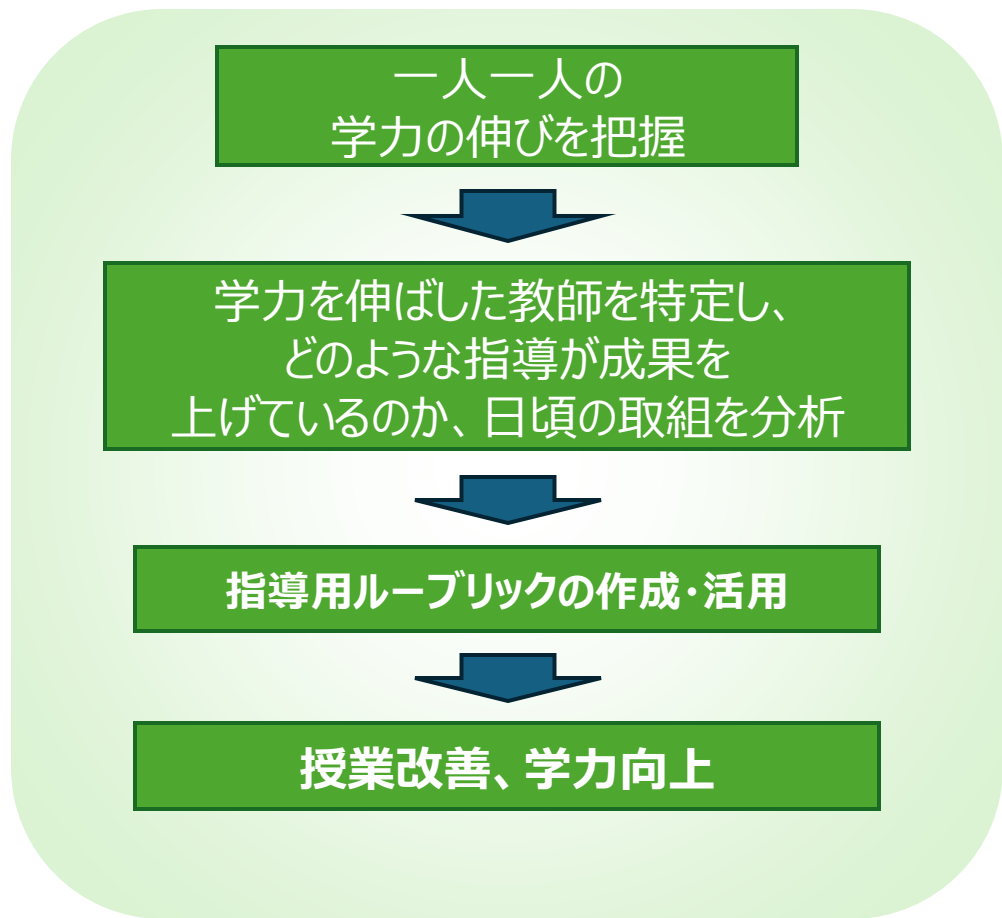 一人一人の
学力の伸びを把握
学力を伸ばした教師を特定し、
どのような指導が成果を
上げているのか、日頃の取組を分析
指導用ルーブリックの作成・活用
授業改善、学力向上